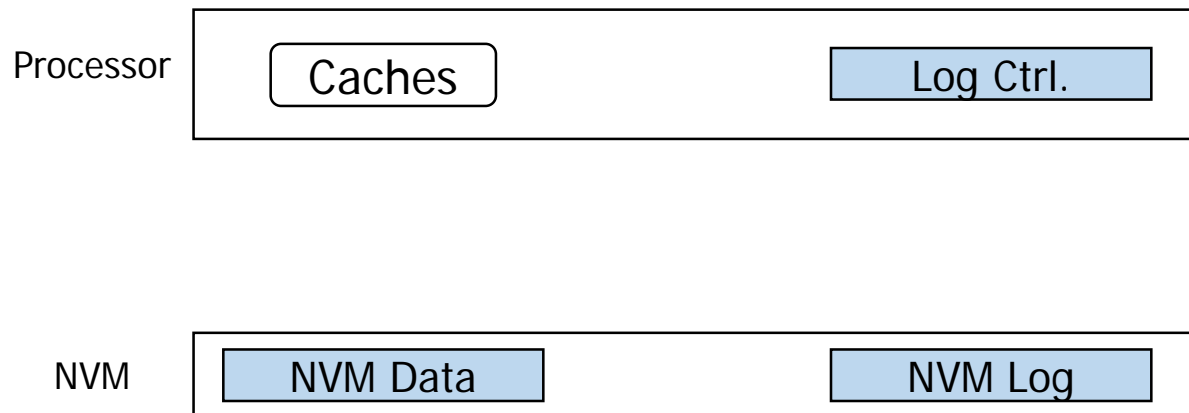 Processor
Caches
Log Ctrl.
NVM
NVM Data
NVM Log